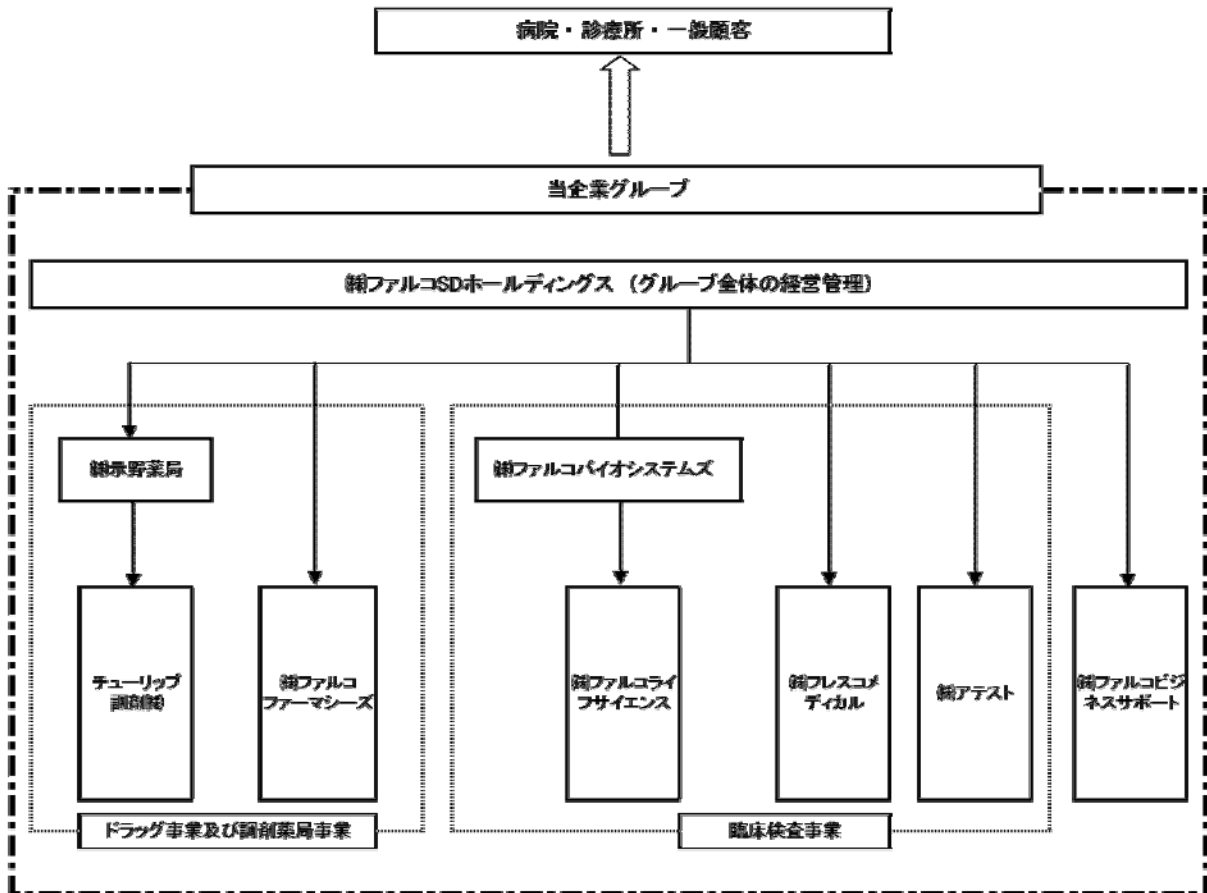 病院・診療所・一般顧客
当企業グループ
㈱ファルコSDホールディングス（グループ全体の経営管理）
㈱示野薬局
㈱ファルコバイオシステムズ
チューリップ
調剤㈱
㈱ファルコ
ファーマシーズ
㈱ファルコライ
フサイエンス
㈱フレスコメ
ディカル
㈱アテスト
㈱ファルコビジ
ネスサポート
ドラッグ事業及び調剤薬局事業
臨床検査事業